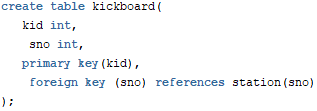 create table kickboard(
kid int,
sno int,
primary key(kid),
foreign key (sno) references station(sno)
);